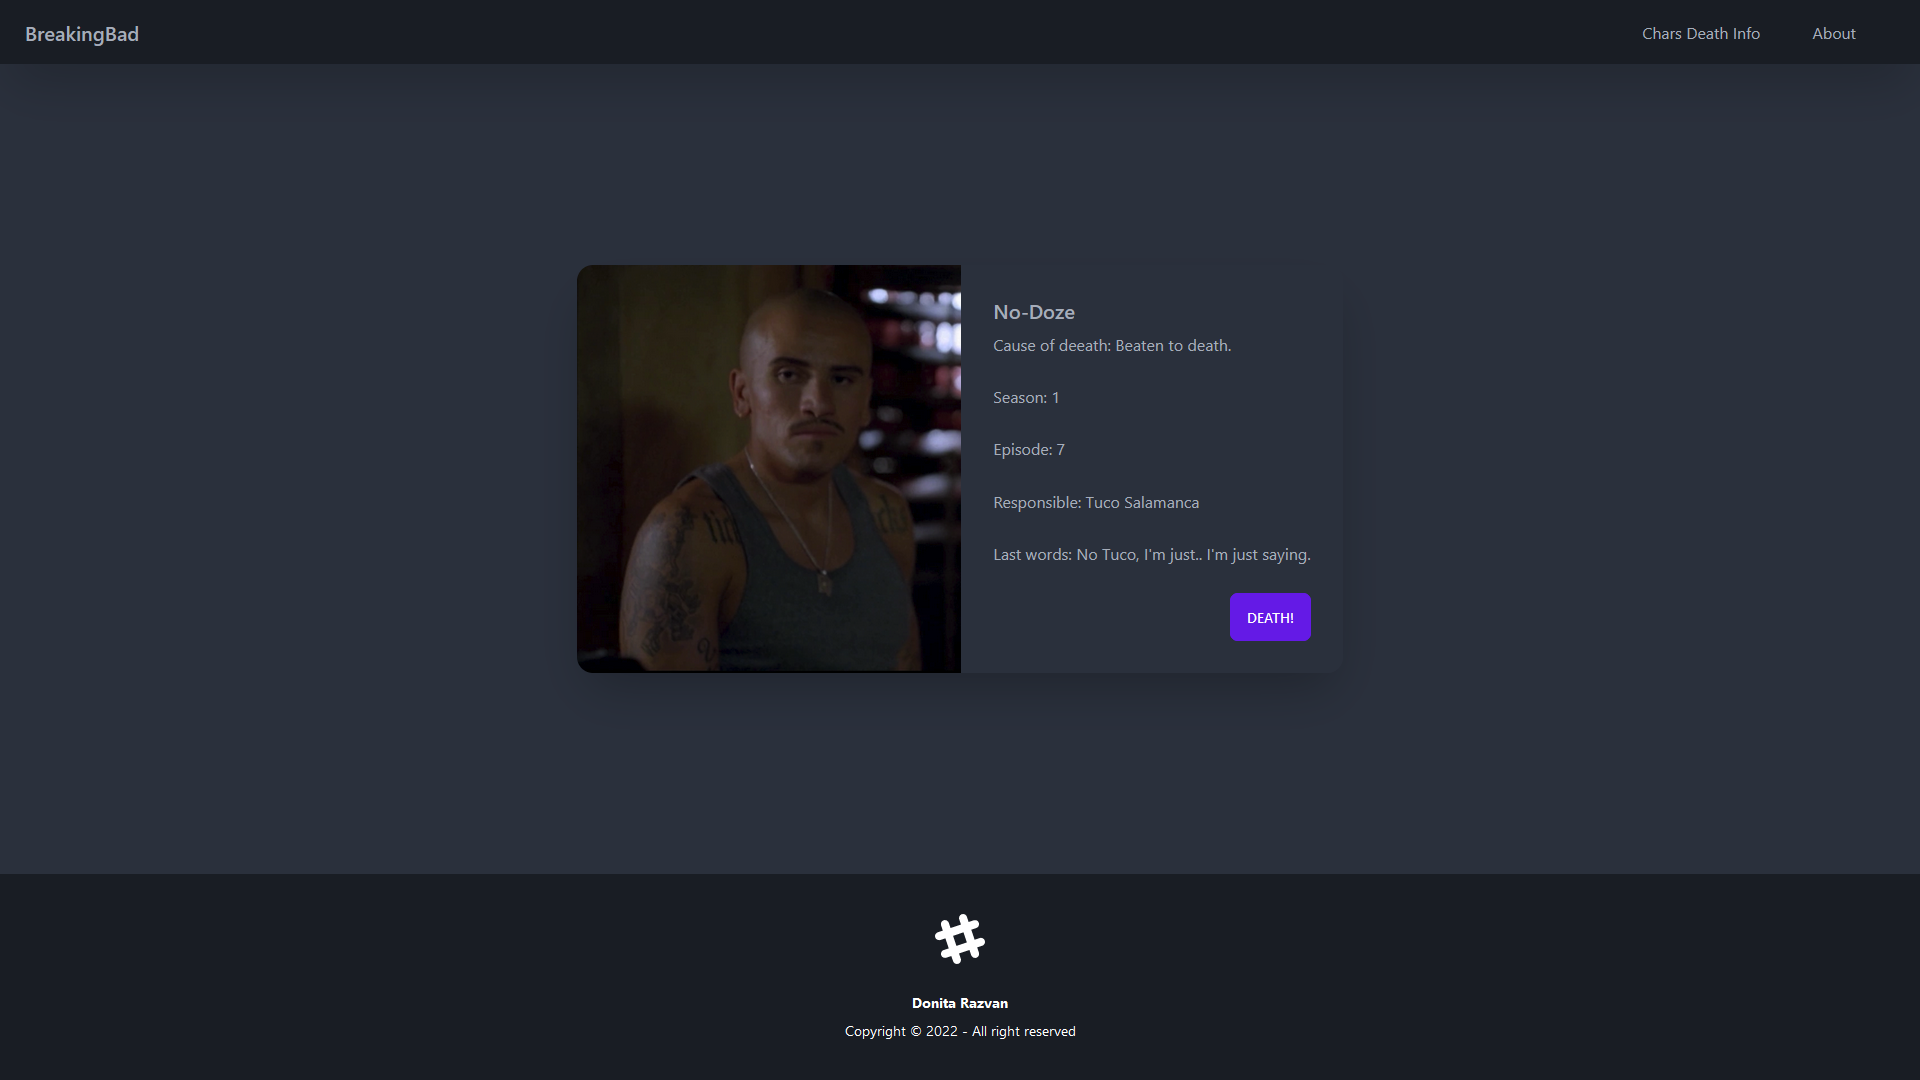 BreakingBad
Chars Death Info
About
No-Doze
Cause of deeath: Beaten to death.
Season: 1
Episode: 7
Responsible: Tuco Salamanca
Last words: No Tuco, I'm just.. I'm just saying.
DEATH!
Donita Razvan
Copyright © 2022 - All right reserved